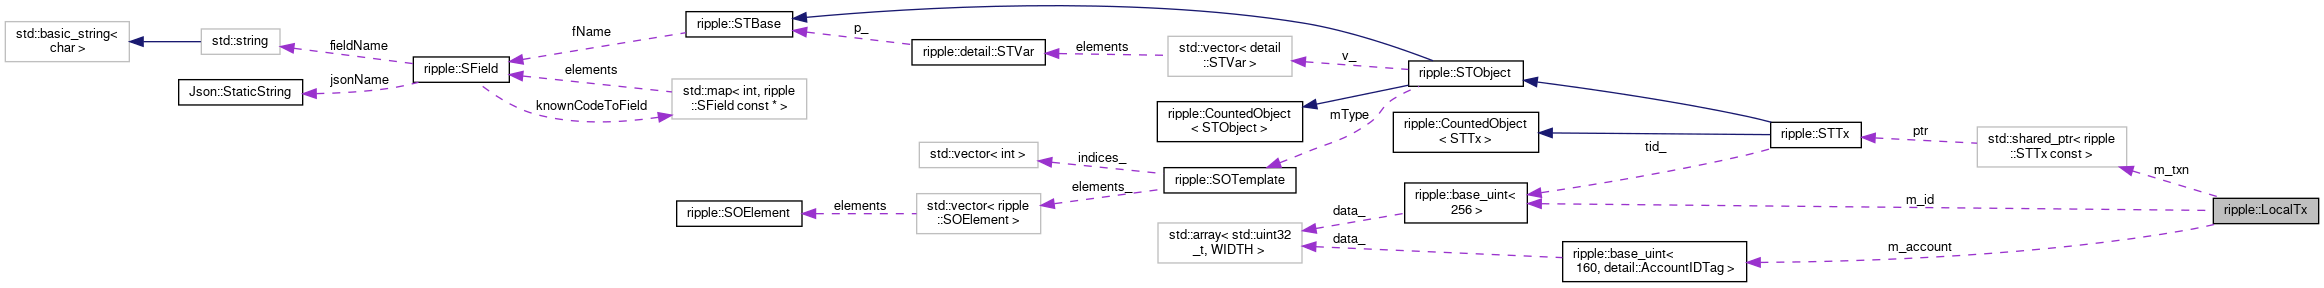 std::basic_string<
char >
std::string
fieldName
jsonName
Json::StaticString
ripple::SField
fName
elements
knownCodeToField
ripple::STBase
std::map< int, ripple
::SField const * >
p_
ripple::detail::STVar
elements
std::vector< detail
::STVar >
v_
ripple::STObject
ripple::CountedObject
< STObject >
mType
ripple::CountedObject
< STTx >
ripple::STTx
ptr
std::shared_ptr< ripple
::STTx const >
m_txn
tid_
std::vector< int >
indices_
ripple::SOTemplate
elements_
ripple::SOElement
elements
std::vector< ripple
::SOElement >
ripple::base_uint<
256 >
m_id
ripple::LocalTx
data_
std::array< std::uint32
_t, WIDTH >
data_
ripple::base_uint<
160, detail::AccountIDTag >
m_account